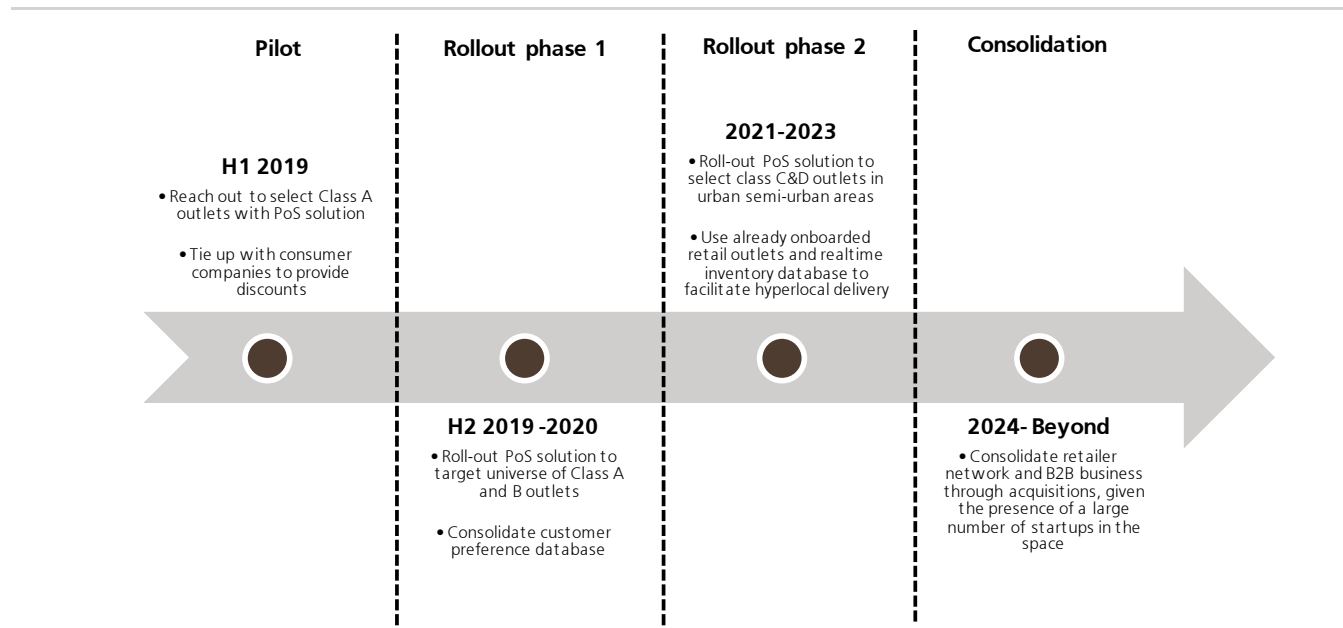 Pilot
Rollout phase 1
Rollout phase 2
Consolidation
H1 2019
• Reach out to select Class A
outlets with PoS solution
• Tie up with consumer
companies to provide
discounts
H2 2019 -2020
• Roll-out PoS solution to
target universe of Class A
and B outlets
• Consolidate customer
preference database
2021-2023
• Roll-out PoS solution to
select class C&D outlets in
urban semi-urban areas
• Use already onboarded
retail outlets and realtime
inventory database to
facilitate hyperlocal delivery
2024- Beyond
• Consolidate retailer
network and B2B business
through acquisitions, given
the presence of a large
number of startups in the
space